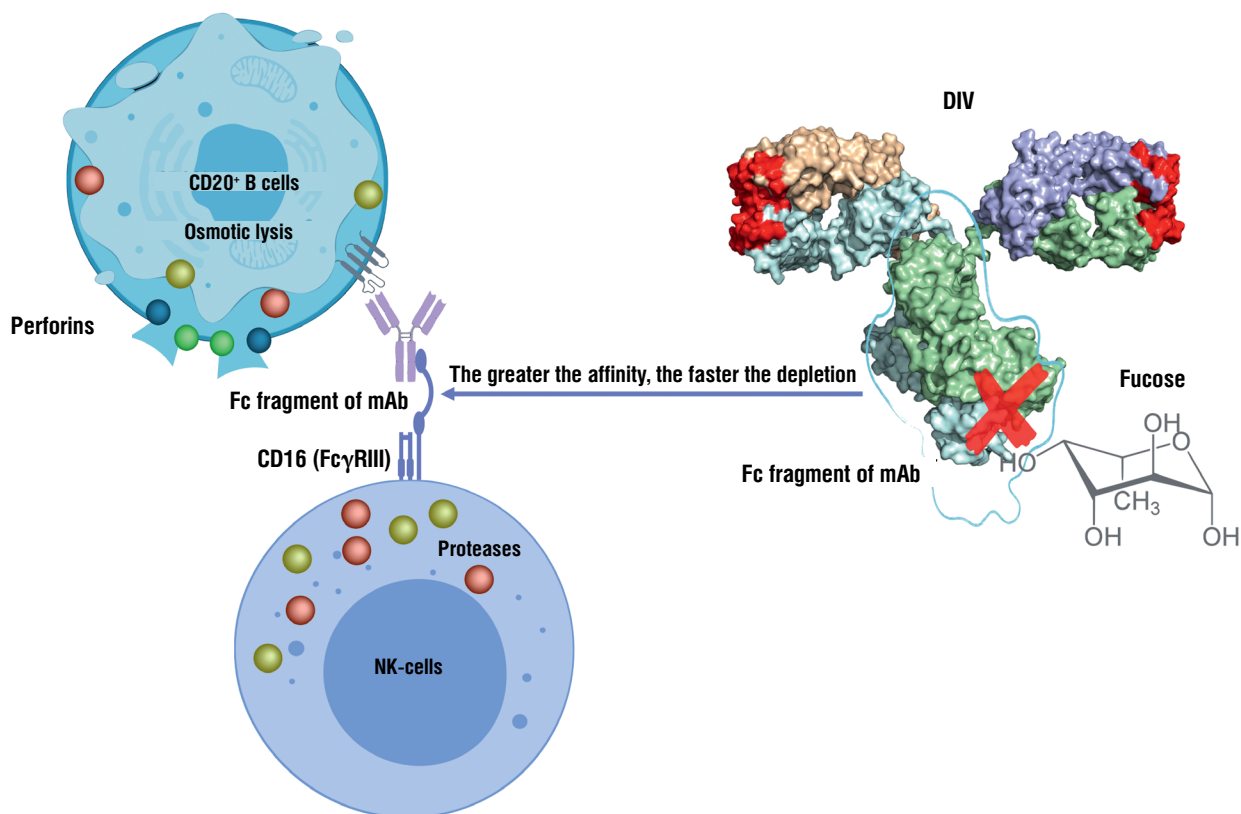 DIV
CD20⁺ B cells
Osmotic lysis
Perforins
The greater the affinity, the faster the depletion
Fc fragment of mAb
CD16 (FcγRIII)
Proteases
NK-cells
Fucose
Fc fragment of mAb
OH
O
HO
CH₃
OH
OH